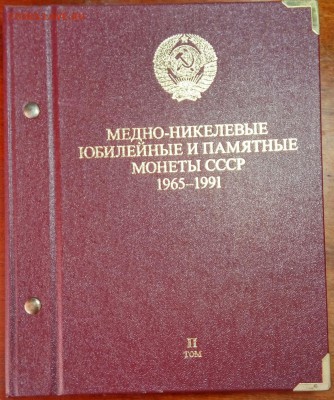 МЕДНО-НИКЕЛЕВЫЕ
ЮБИЛЕЙНЫЕ И ПАМЯТНЫЕ
МОНЕТЫ СССР
1965–1991
II
ТОМ